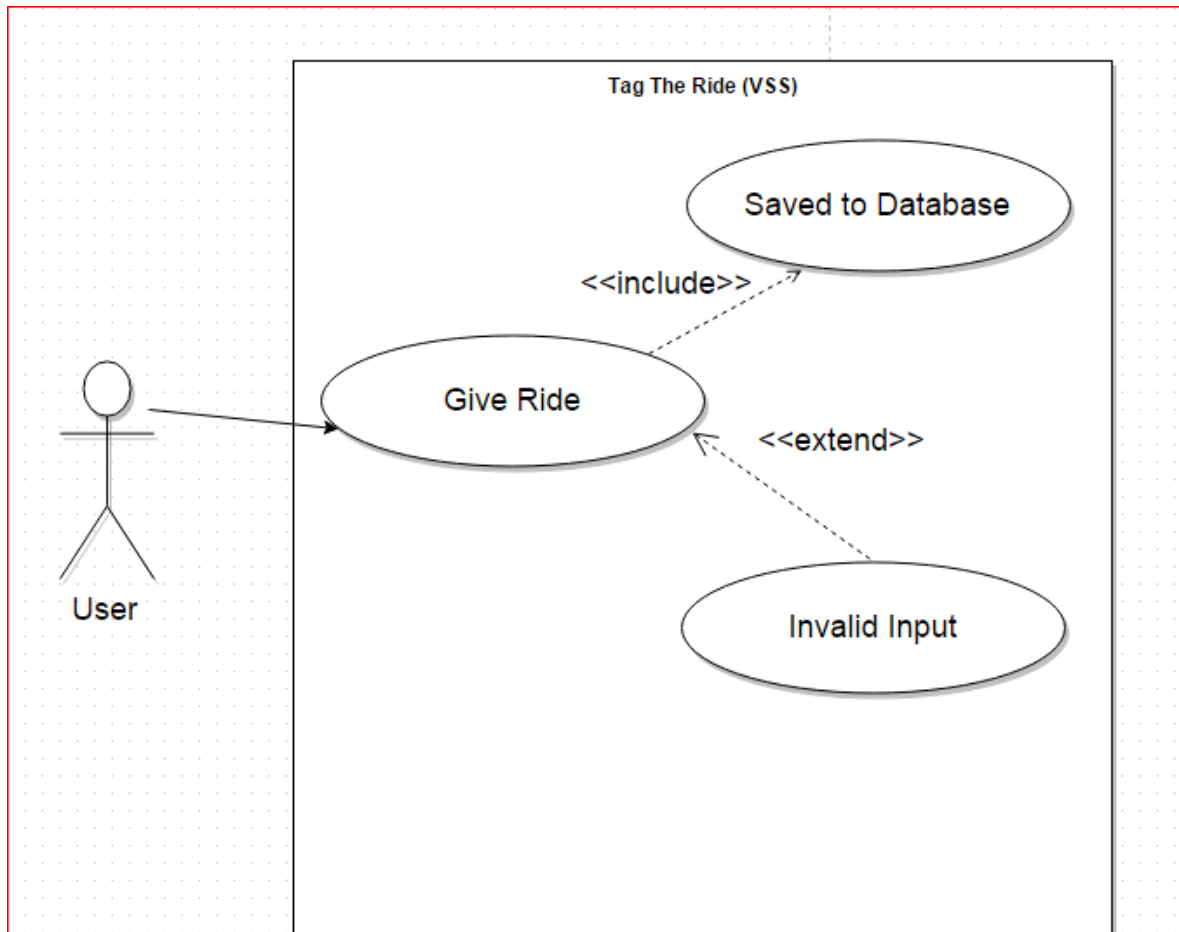 Tag The Ride (VSS)
Saved to Database
<<include>>
Give Ride
<<extend>>
User
Invalid Input